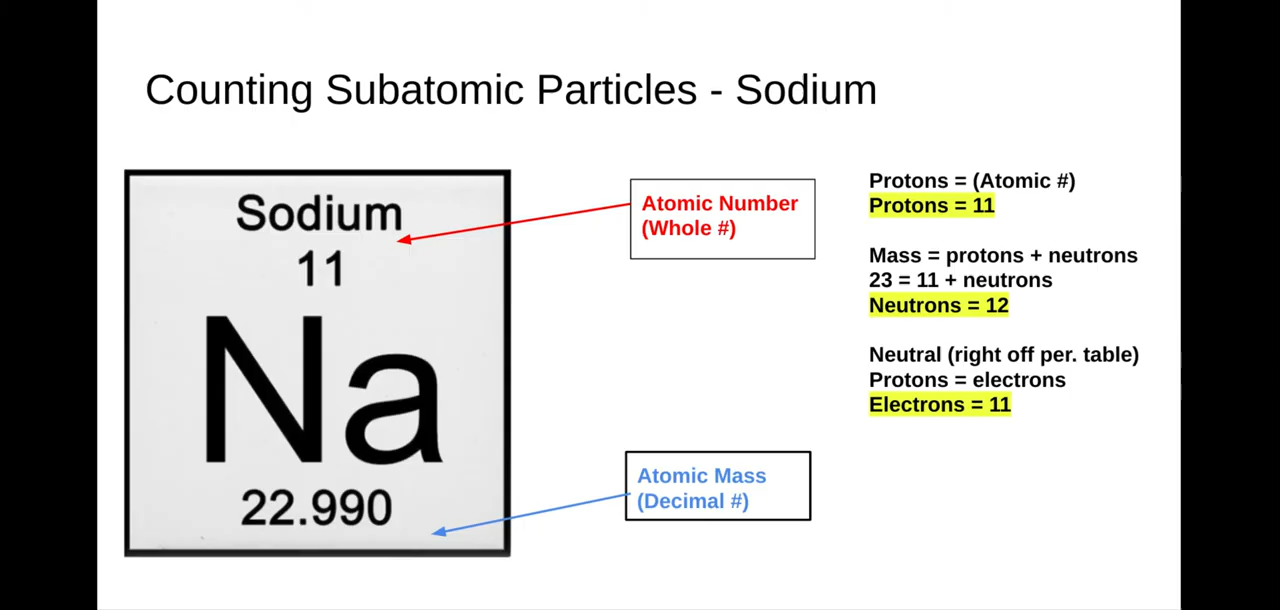 Counting Subatomic Particles - Sodium
Sodium
11
Na
22.990
Atomic Number
(Whole #)
Atomic Mass
(Decimal #)
Protons = (Atomic #)
Protons = 11
Mass = protons + neutrons
23 = 11 + neutrons
Neutrons = 12
Neutral (right off per. table)
Protons = electrons
Electrons = 11